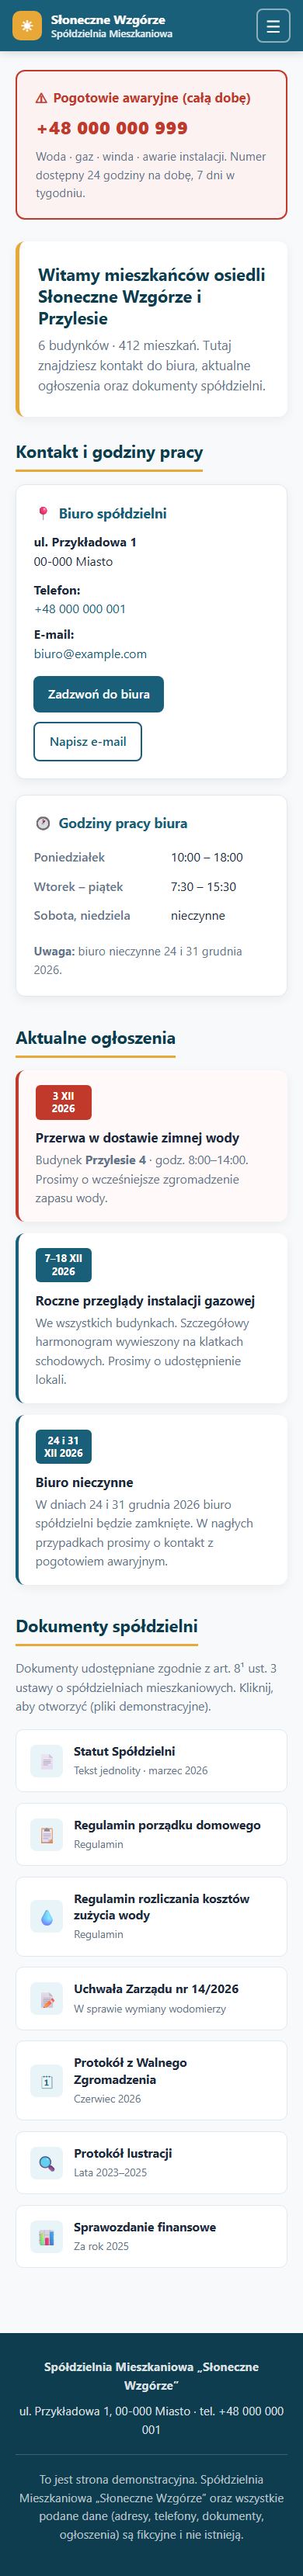 Słoneczne Wzgórze
Spółdzielnia Mieszkaniowa
Pogotowie awaryjne (całą dobę)
+48 000 000 999
Woda · gaz · winda · awarie instalacji. Numer
dostępny 24 godziny na dobę, 7 dni w
tygodniu.
Witamy mieszkańców osiedli
Słoneczne Wzgórze i
Przylesie
6 budynków · 412 mieszkań. Tutaj
znajdziesz kontakt do biura, aktualne
ogłoszenia oraz dokumenty spółdzielni.
Kontakt i godziny pracy
Biuro spółdzielni
ul. Przykładowa 1
00-000 Miasto
Telefon:
+48 000 000 001
E-mail:
biuro@example.com
Zadzwoń do biura
Napisz e-mail
Godziny pracy biura
Poniedziałek 10:00 – 18:00
Wtorek – piątek 7:30 – 15:30
Sobota, niedziela nieczynne
Uwaga: biuro nieczynne 24 i 31 grudnia
2026.
Aktualne ogłoszenia
3 XII
2026
Przerwa w dostawie zimnej wody
Budynek Przylesie 4 · godz. 8:00–14:00.
Prosimy o wcześniejsze zgromadzenie
zapasu wody.
7–18 XII
2026
Roczne przeglądy instalacji gazowej
We wszystkich budynkach. Szczegółowy
harmonogram wywieszony na klatkach
schodowych. Prosimy o udostępnienie
lokali.
24 i 31
XII 2026
Biuro nieczynne
W dniach 24 i 31 grudnia 2026 biuro
spółdzielni będzie zamknięte. W nagłych
przypadkach prosimy o kontakt z
pogotowiem awaryjnym.
Dokumenty spółdzielni
Dokumenty udostępniane zgodnie z art. 8¹ ust. 3
ustawy o spółdzielniach mieszkaniowych. Kliknij,
aby otworzyć (pliki demonstracyjne).
Statut Spółdzielni
Tekst jednolity · marzec 2026
Regulamin porządku domowego
Regulamin
Regulamin rozliczania kosztów
zużycia wody
Regulamin
Uchwała Zarządu nr 14/2026
W sprawie wymiany wodomierzy
Protokół z Walnego
Zgromadzenia
Czerwiec 2026
Protokół lustracji
Lata 2023–2025
Sprawozdanie finansowe
Za rok 2025
Spółdzielnia Mieszkaniowa „Słoneczne
Wzgórze”
ul. Przykładowa 1, 00-000 Miasto · tel. +48 000 000
001
To jest strona demonstracyjna. Spółdzielnia
Mieszkaniowa „Słoneczne Wzgórze” oraz wszystkie
podane dane (adresy, telefony, dokumenty,
ogłoszenia) są fikcyjne i nie istnieją.